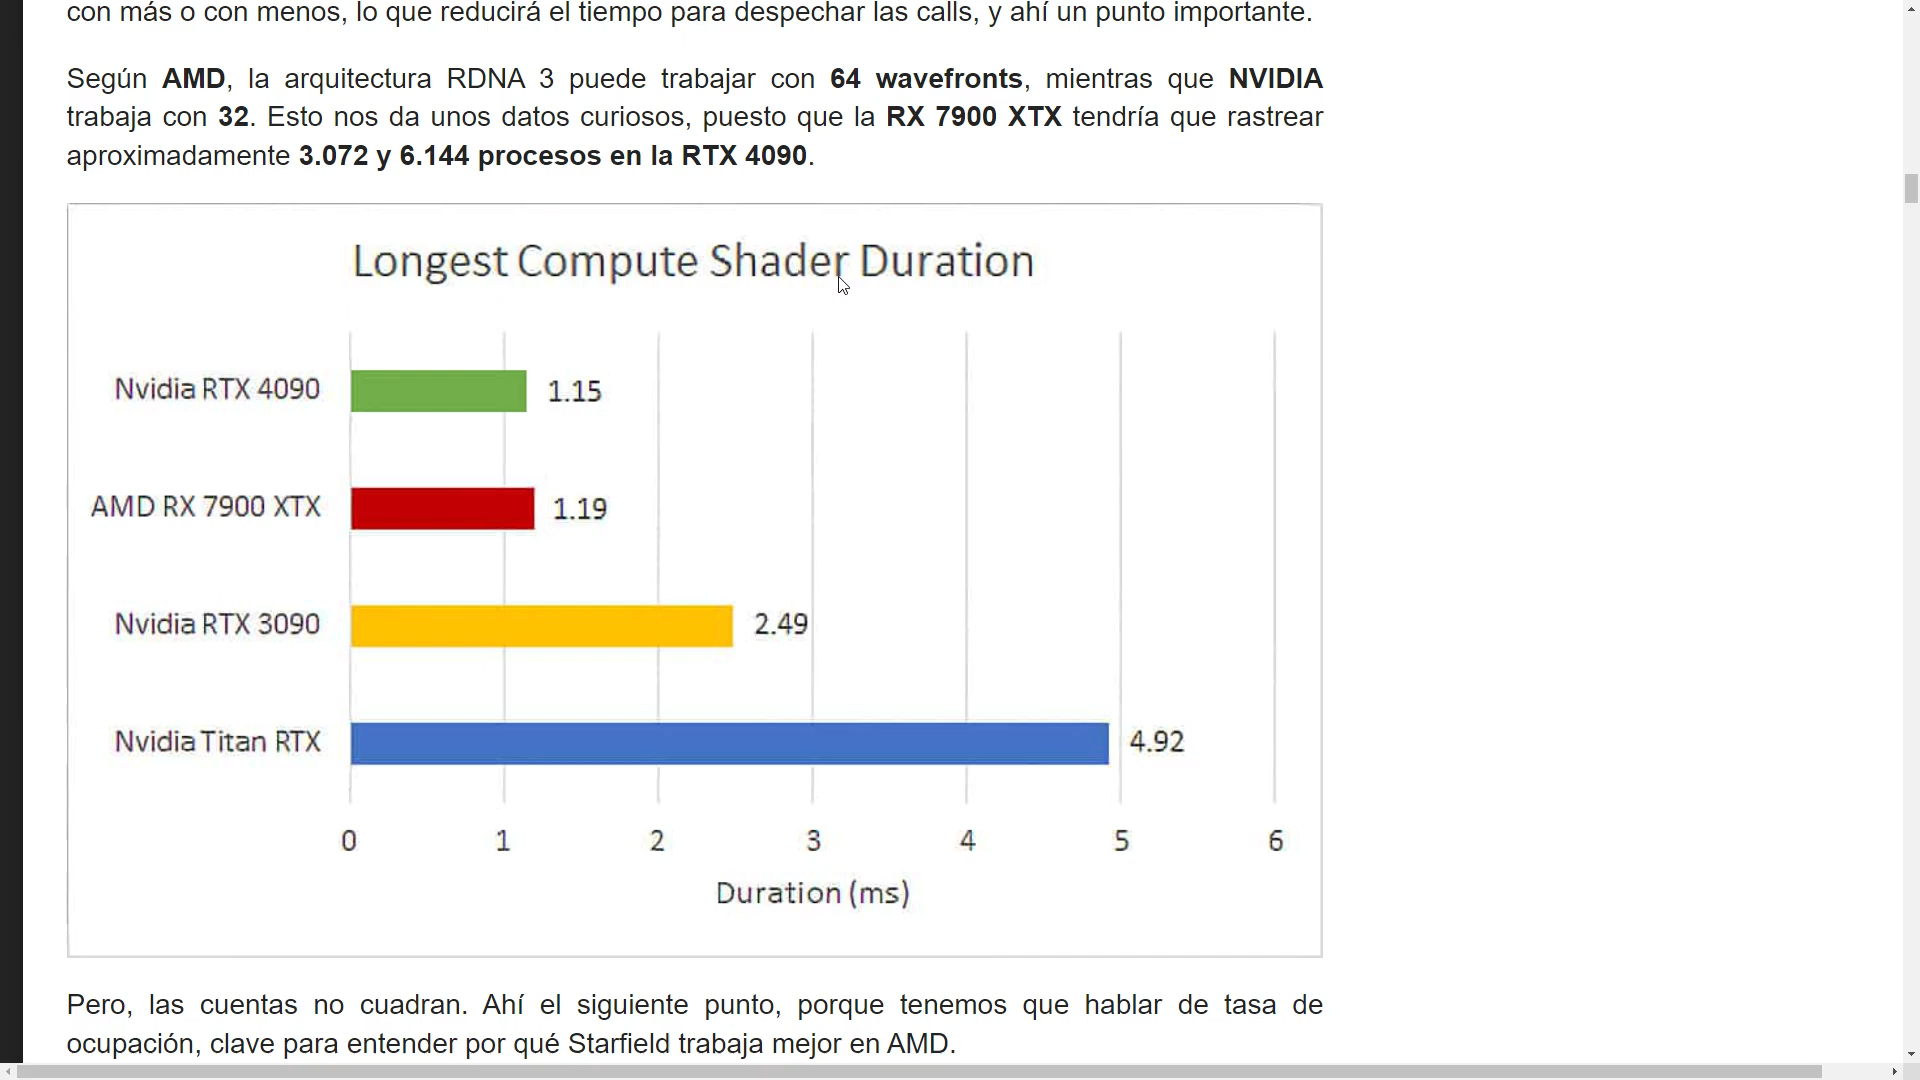 con más o con menos, lo que reducirá el tiempo para despechar las calls, y ahí un punto importante.
Según AMD, la arquitectura RDNA 3 puede trabajar con 64 wavefronts, mientras que NVIDIA
trabaja con 32. Esto nos da unos datos curiosos, puesto que la RX 7900 XTX tendría que rastrear
aproximadamente 3.072 y 6.144 procesos en la RTX 4090.
Longest Compute Shader Duration
Nvidia RTX 4090 1.15
AMD RX 7900 XTX 1.19
Nvidia RTX 3090 2.49
Nvidia Titan RTX 4.92
0 1 2 3 4 5 6
Duration (ms)
Pero, las cuentas no cuadran. Ahí el siguiente punto, porque tenemos que hablar de tasa de
ocupación, clave para entender por qué Starfield trabaja mejor en AMD.